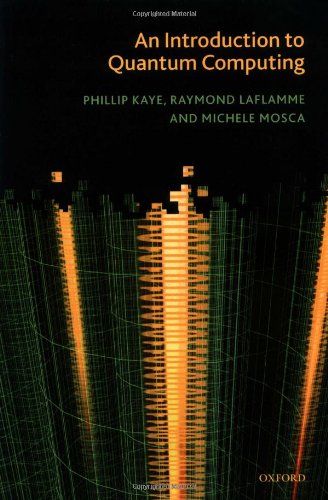 An Introduction to
Quantum Computing
PHILLIP KAYE, RAYMOND LAFLAMME
AND MICHELE MOSCA
OXFORD